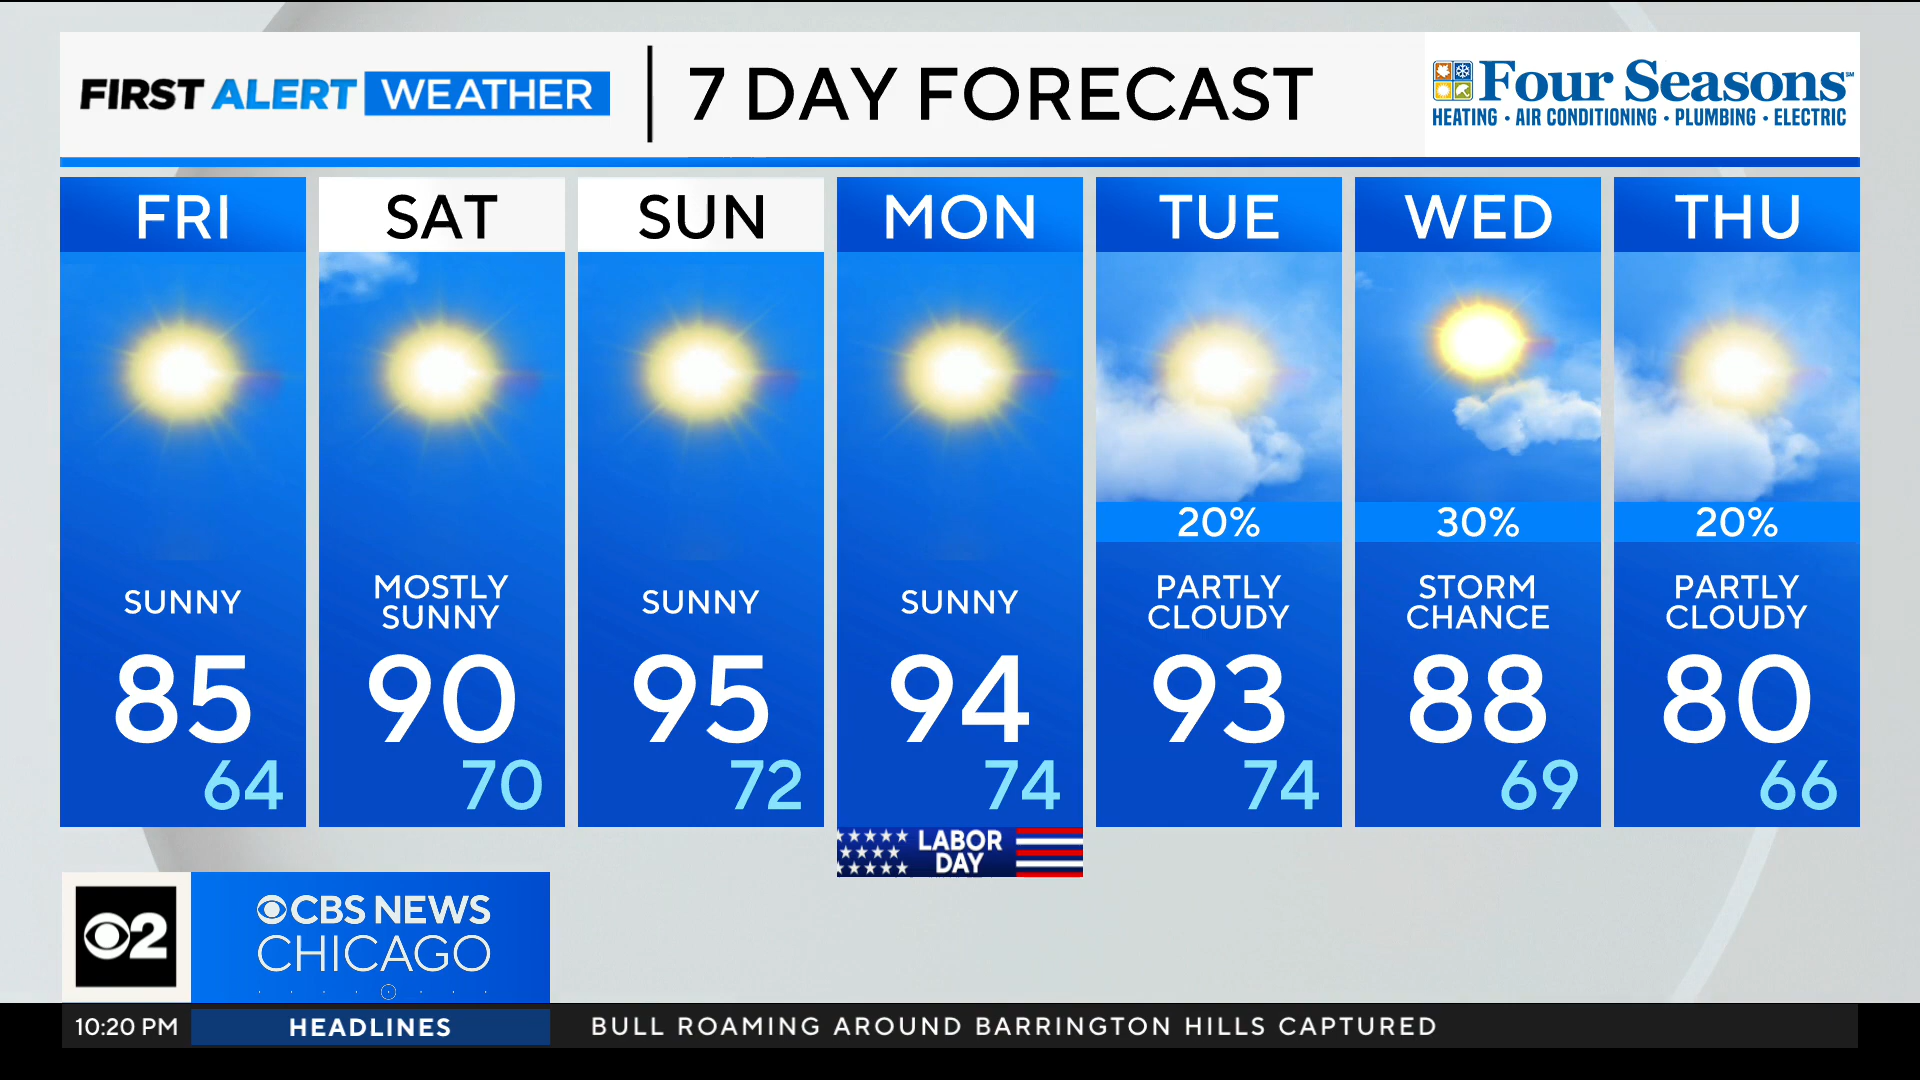 FIRST ALERT WEATHER
7 DAY FORECAST
Four Seasons℠
HEATING • AIR CONDITIONING • PLUMBING • ELECTRIC
FRI
SUNNY
85
64
SAT
MOSTLY
SUNNY
90
70
SUN
SUNNY
95
72
MON
SUNNY
94
74
LABOR
DAY
TUE
20%
PARTLY
CLOUDY
93
74
WED
30%
STORM
CHANCE
88
69
THU
20%
PARTLY
CLOUDY
80
66
2
CBS NEWS
CHICAGO
10:20 PM
HEADLINES
BULL ROAMING AROUND BARRINGTON HILLS CAPTURED